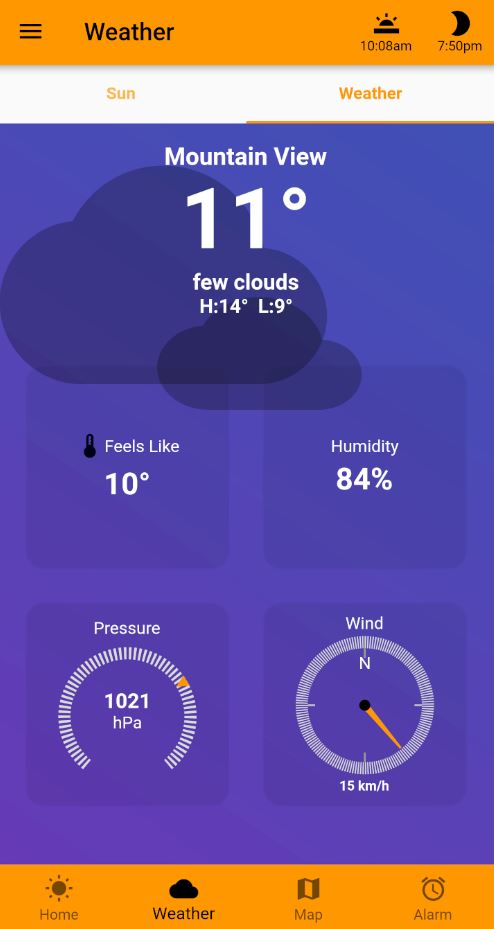 Weather
10:08am
7:50pm
Sun
Weather
Mountain View
11°
few clouds
H:14° L:9°
Feels Like
10°
Humidity
84%
Pressure
1021
hPa
Wind
N
15 km/h
Home
Weather
Map
Alarm